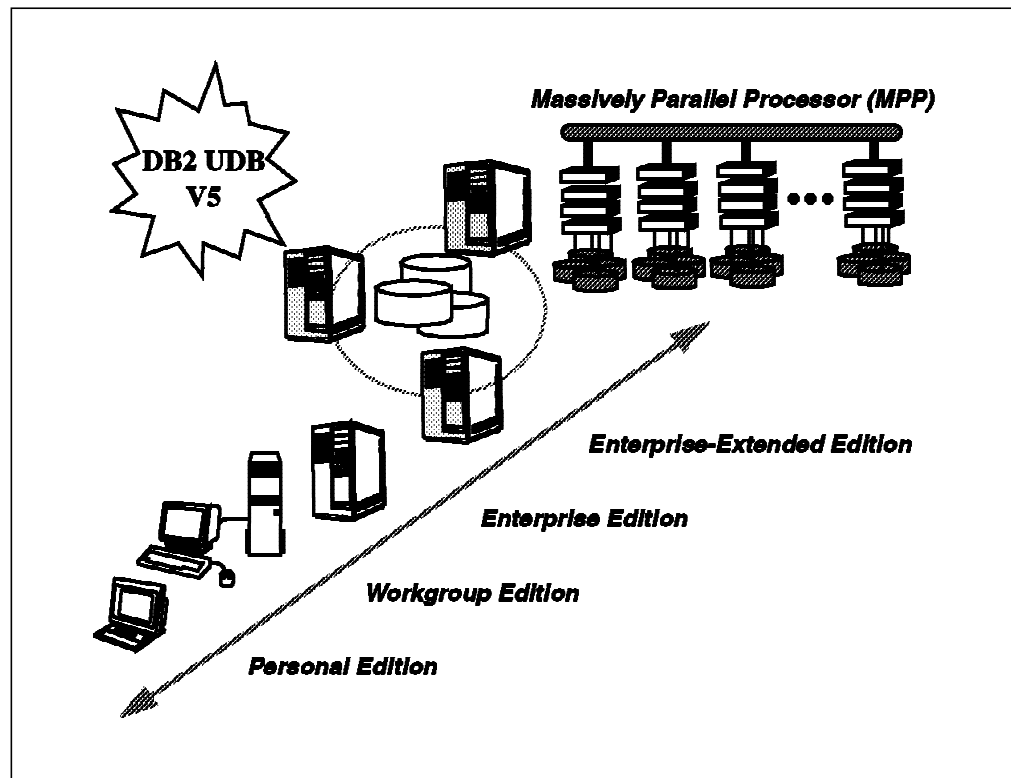 Massively Parallel Processor (MPP)
DB2 UDB
V5
Enterprise-Extended Edition
Enterprise Edition
Workgroup Edition
Personal Edition